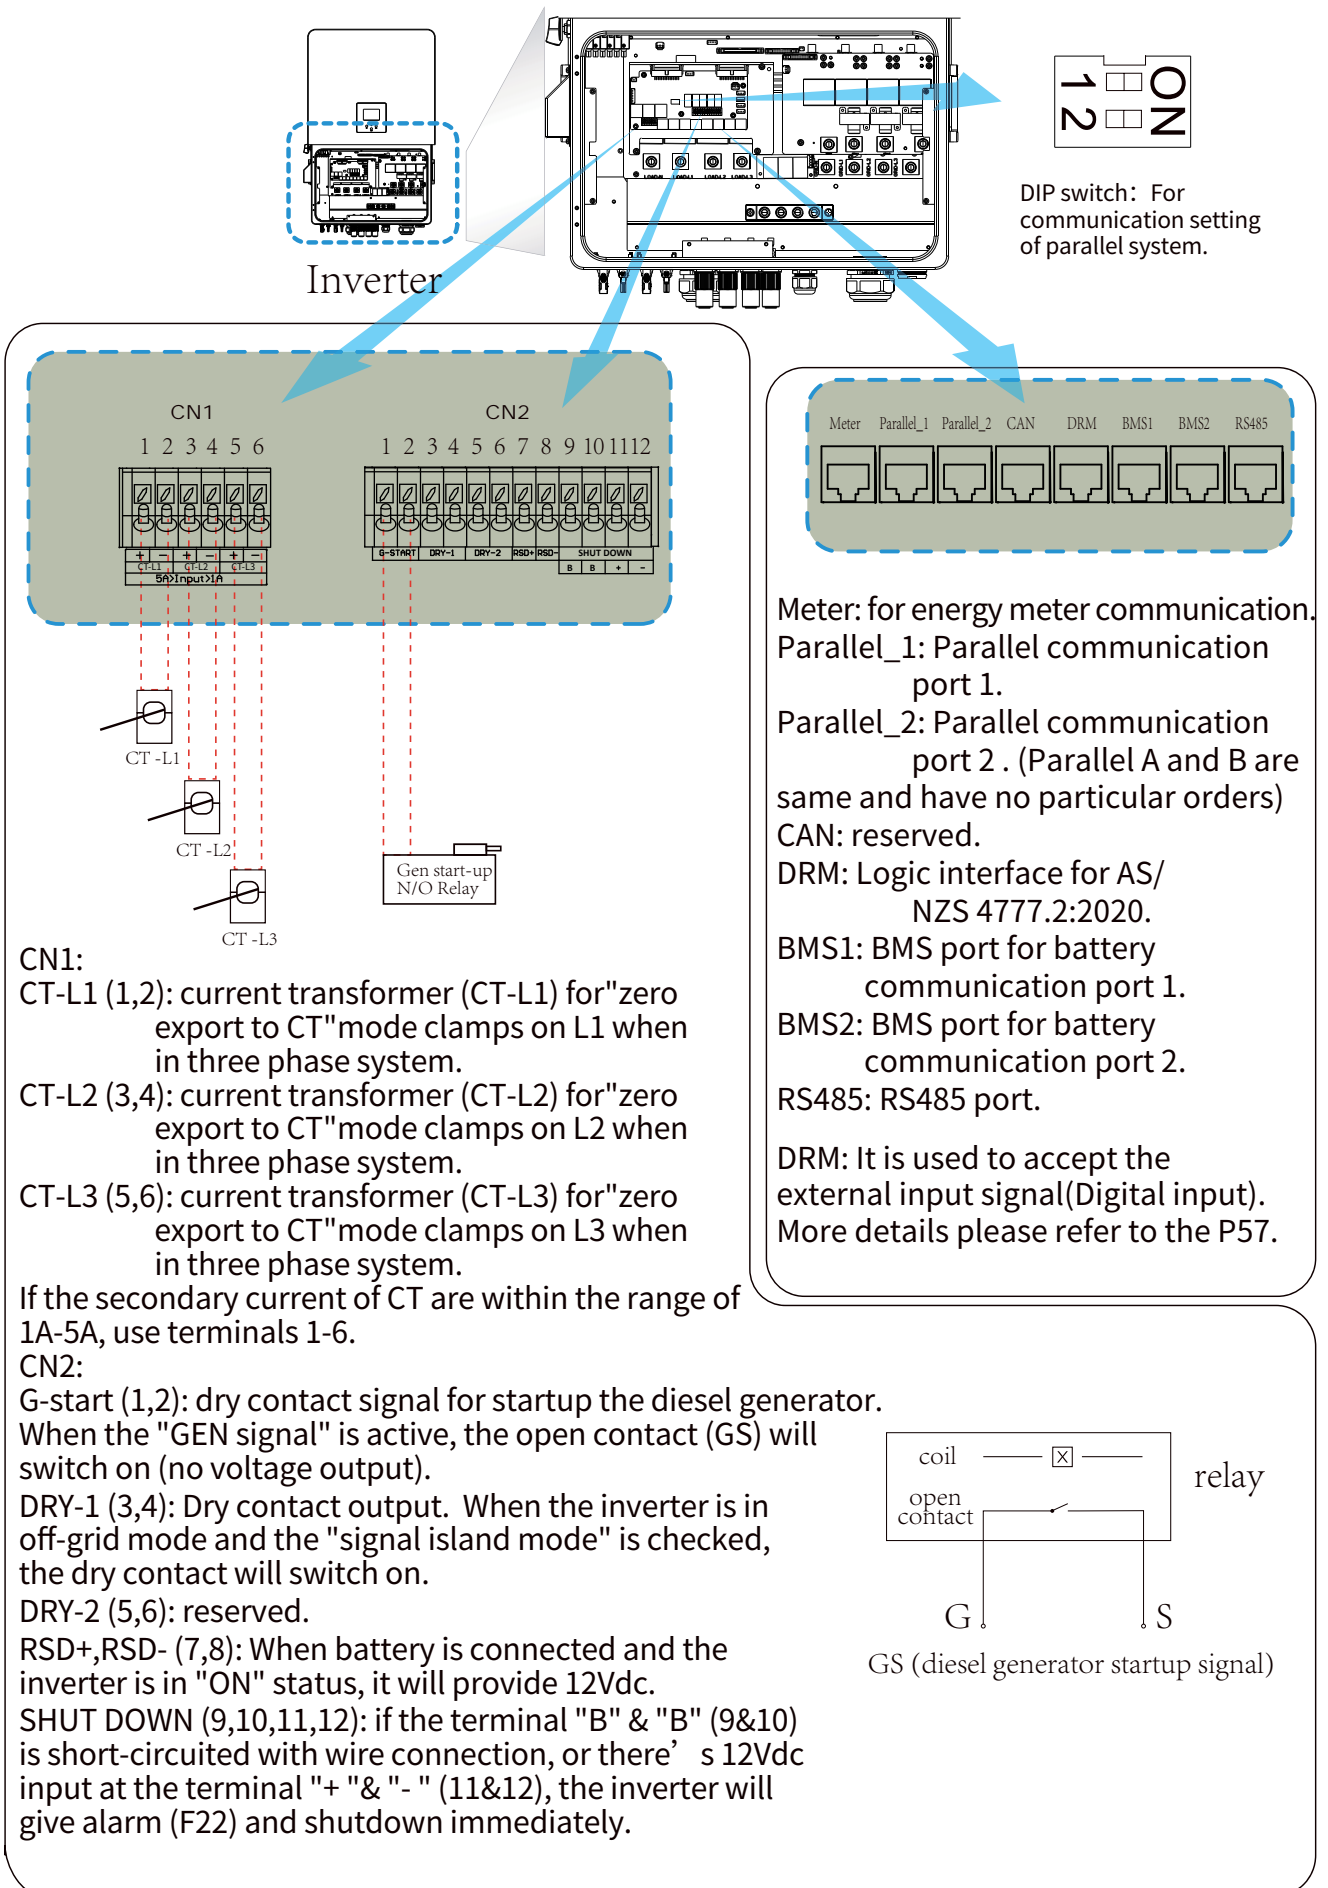 ON
1 2
DIP switch：For
communication setting
of parallel system.
Inverter
LOAD-N LOAD-L1 LOAD-L2 LOAD-L3
CN1
1 2 3 4 5 6
+ − + − + −
CT-L1 CT-L2 CT-L3
5A>Input>1A
CN2
1 2 3 4 5 6 7 8 9 10 11 12
G-START DRY-1 DRY-2 RSD+ RSD- SHUT DOWN
B B + −
CT -L1
CT -L2
CT -L3
Gen start-up
N/O Relay
Meter Parallel_1 Parallel_2 CAN DRM BMS1 BMS2 RS485
Meter: for energy meter communication.
Parallel_1: Parallel communication
port 1.
Parallel_2: Parallel communication
port 2 . (Parallel A and B are
same and have no particular orders)
CAN: reserved.
DRM: Logic interface for AS/
NZS 4777.2:2020.
BMS1: BMS port for battery
communication port 1.
BMS2: BMS port for battery
communication port 2.
RS485: RS485 port.
DRM: It is used to accept the
external input signal(Digital input).
More details please refer to the P57.
CN1:
CT-L1 (1,2): current transformer (CT-L1) for"zero
export to CT"mode clamps on L1 when
in three phase system.
CT-L2 (3,4): current transformer (CT-L2) for"zero
export to CT"mode clamps on L2 when
in three phase system.
CT-L3 (5,6): current transformer (CT-L3) for"zero
export to CT"mode clamps on L3 when
in three phase system.
If the secondary current of CT are within the range of
1A-5A, use terminals 1-6.
CN2:
G-start (1,2): dry contact signal for startup the diesel generator.
When the "GEN signal" is active, the open contact (GS) will
switch on (no voltage output).
DRY-1 (3,4): Dry contact output. When the inverter is in
off-grid mode and the "signal island mode" is checked,
the dry contact will switch on.
DRY-2 (5,6): reserved.
RSD+,RSD- (7,8): When battery is connected and the
inverter is in "ON" status, it will provide 12Vdc.
SHUT DOWN (9,10,11,12): if the terminal "B" & "B" (9&10)
is short-circuited with wire connection, or there’s 12Vdc
input at the terminal "+ "& "- " (11&12), the inverter will
give alarm (F22) and shutdown immediately.
coil
open
contact
relay
G S
GS (diesel generator startup signal)